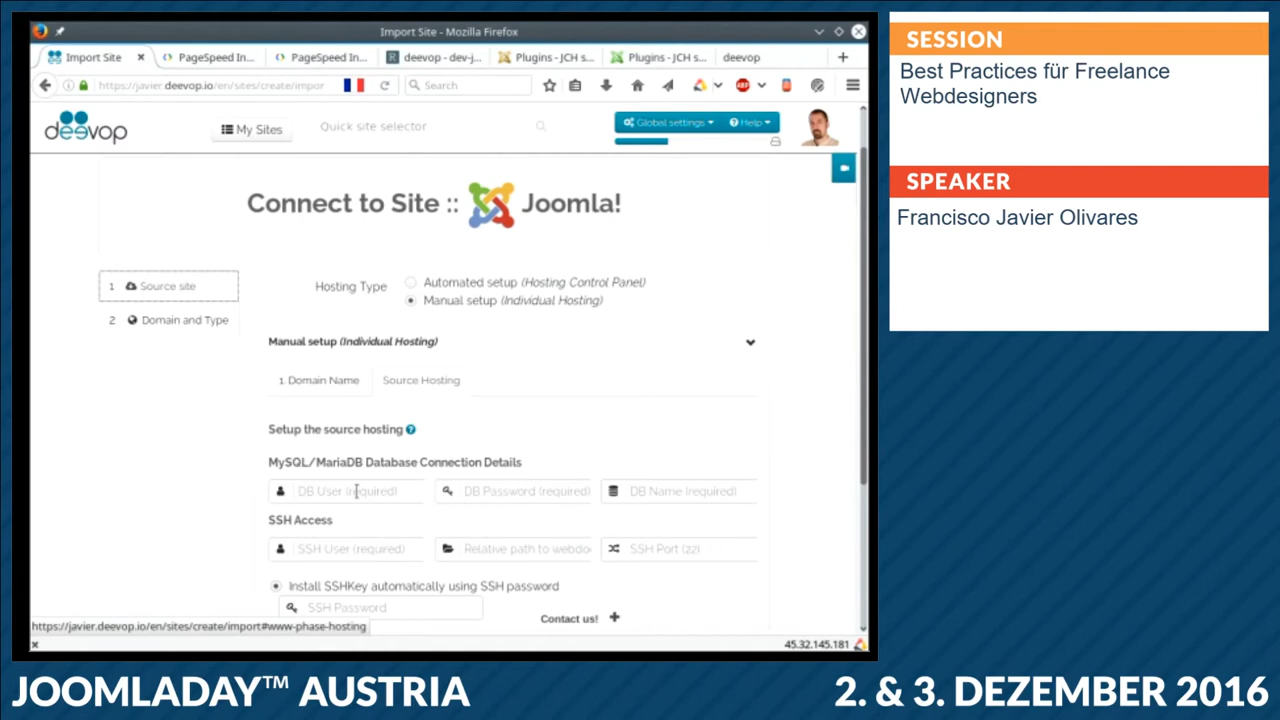 Import Site - Mozilla Firefox
Import Site
PageSpeed In...
PageSpeed In...
deevop - dev-j...
Plugins - JCH s...
Plugins - JCH s...
deevop
https://javier.deevop.io/en/sites/create/impor
Search
deevop
My Sites
Quick site selector
Global settings
Help
Connect to Site :: Joomla!
1 Source site
2 Domain and Type
Hosting Type
Automated setup (Hosting Control Panel)
Manual setup (Individual Hosting)
Manual setup (Individual Hosting)
1. Domain Name
Source Hosting
Setup the source hosting
MySQL/MariaDB Database Connection Details
DB User (required)
DB Password (required)
DB Name (required)
SSH Access
SSH User (required)
Relative path to webdo
SSH Port (22)
Install SSHKey automatically using SSH password
SSH Password
Contact us!
https://javier.deevop.io/en/sites/create/import#www-phase-hosting
45.32.145.181
SESSION
Best Practices für Freelance
Webdesigners
SPEAKER
Francisco Javier Olivares
JOOMLADAY™ AUSTRIA
2. & 3. DEZEMBER 2016